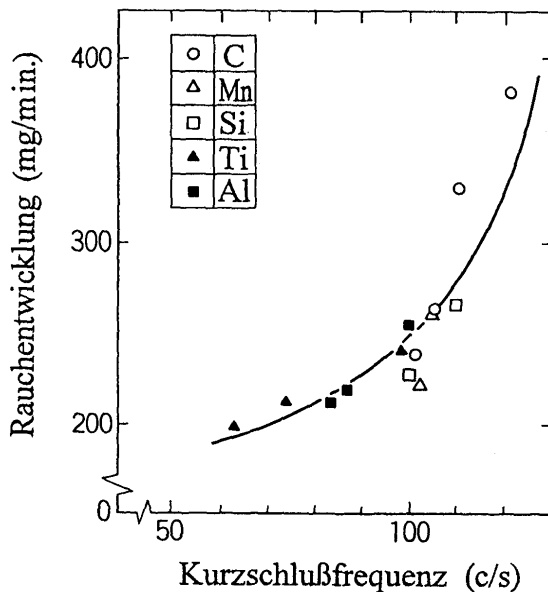 400
300
200
0
50
100
Rauchentwicklung (mg/min.)
C
Mn
Si
Ti
Al
Kurzschlußfrequenz (c/s)